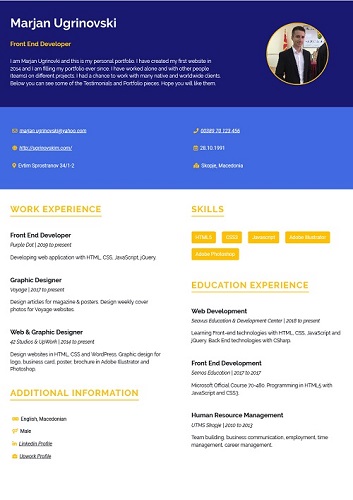 Marjan Ugrinovski
Front End Developer
I am Marjan Ugrinovki and this is my personal portfolio. I have created my first website in
2014 and I am filling my portfolio ever since. I have worked alone and with other people
(teams) on different projects. I had a chance to work with many native and worldwide clients.
Below you can see some of the Testimonials and Portfolio pieces. Hope you will like them.
marjan.ugrinovski@yahoo.com
00389 78 123 456
28.10.1991
Evtim Sprostranov 34/1-2
Skopje, Macedonia
WORK EXPERIENCE
Front End Developer
Purple Dot | 2019 to present
Developing web application with HTML, CSS, JavaScript, jQuery.
Graphic Designer
Voyage | 2017 to present
Design articles for magazine & posters. Design weekly cover
photos for Voyage websites.
Web & Graphic Designer
42 Studios & UpWork | 2014 to present
Design websites in HTML, CSS and WordPress. Graphic design for
logo, business card, poster, brochure in Adobe Illustrator and
Photoshop.
ADDITIONAL INFORMATION
English, Macedonian
Male
Linkedin Profile
Upwork Profile
SKILLS
HTML5
CSS3
Javascript
Adobe Illustrator
Adobe Photoshop
EDUCATION EXPERIENCE
Web Development
Seavus Education & Development Center | 2018 to present
Learning Front-end technologies with HTML, CSS, JavaScript and
jQuery. Back End technologies with CSharp.
Front End Development
Semos Education | 2017 to 2017
Microsoft Official Course 70-480: Programming in HTML5 with
JavaScript and CSS3.
Human Resource Management
UTMS Skopje | 2010 to 2013
Team building, business communication, employment, time
management, career management.